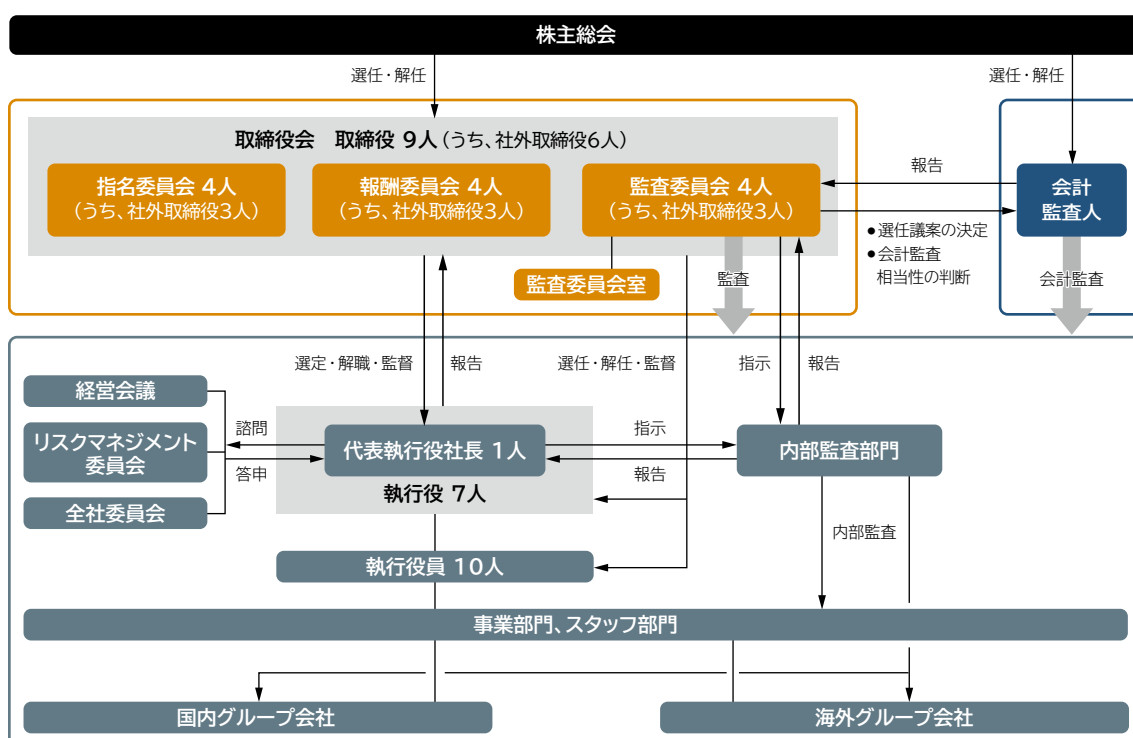 株主総会
選任・解任
選任・解任
取締役会　取締役 9人(うち、社外取締役6人)
指名委員会 4人
(うち、社外取締役3人)
報酬委員会 4人
(うち、社外取締役3人)
監査委員会 4人
(うち、社外取締役3人)
報告
会計
監査人
●選任議案の決定
●会計監査
相当性の判断
監査委員会室
監査
会計監査
選定・解職・監督
報告
選任・解任・監督
指示
報告
経営会議
リスクマネジメント
委員会
全社委員会
諮問
答申
代表執行役社長 1人
執行役 7人
指示
報告
内部監査部門
内部監査
執行役員 10人
事業部門、スタッフ部門
国内グループ会社
海外グループ会社